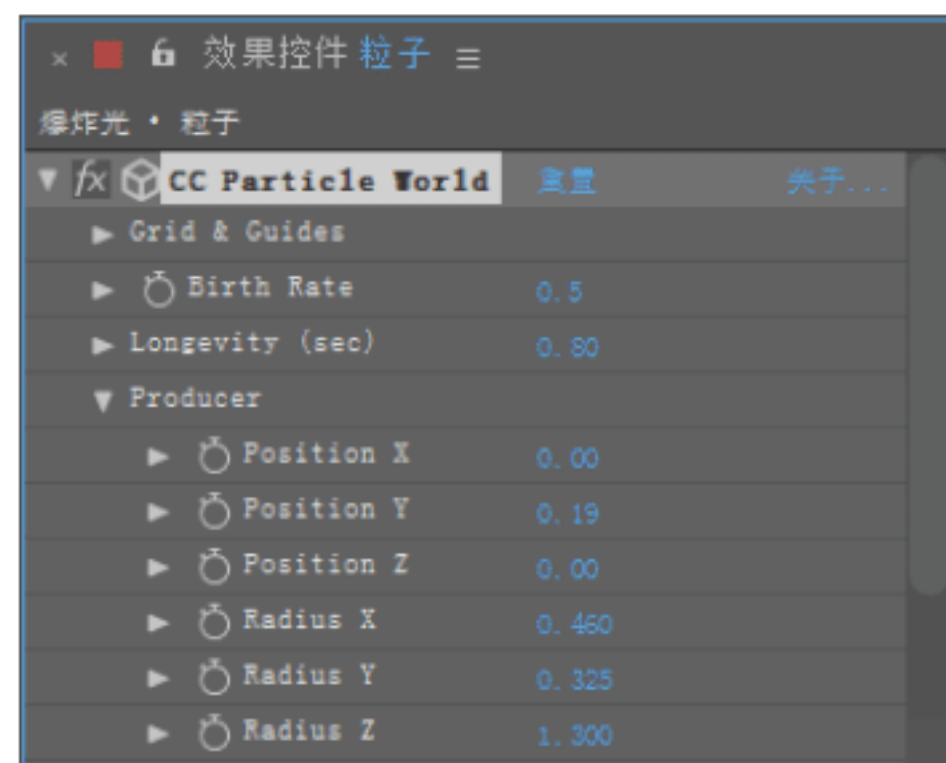 × 效果控件 粒子 ≡
爆炸光 • 粒子
fx CC Particle World 重置 关于...
Grid & Guides
Birth Rate 0.5
Longevity (sec) 0.80
Producer
Position X 0.00
Position Y 0.19
Position Z 0.00
Radius X 0.460
Radius Y 0.325
Radius Z 1.300